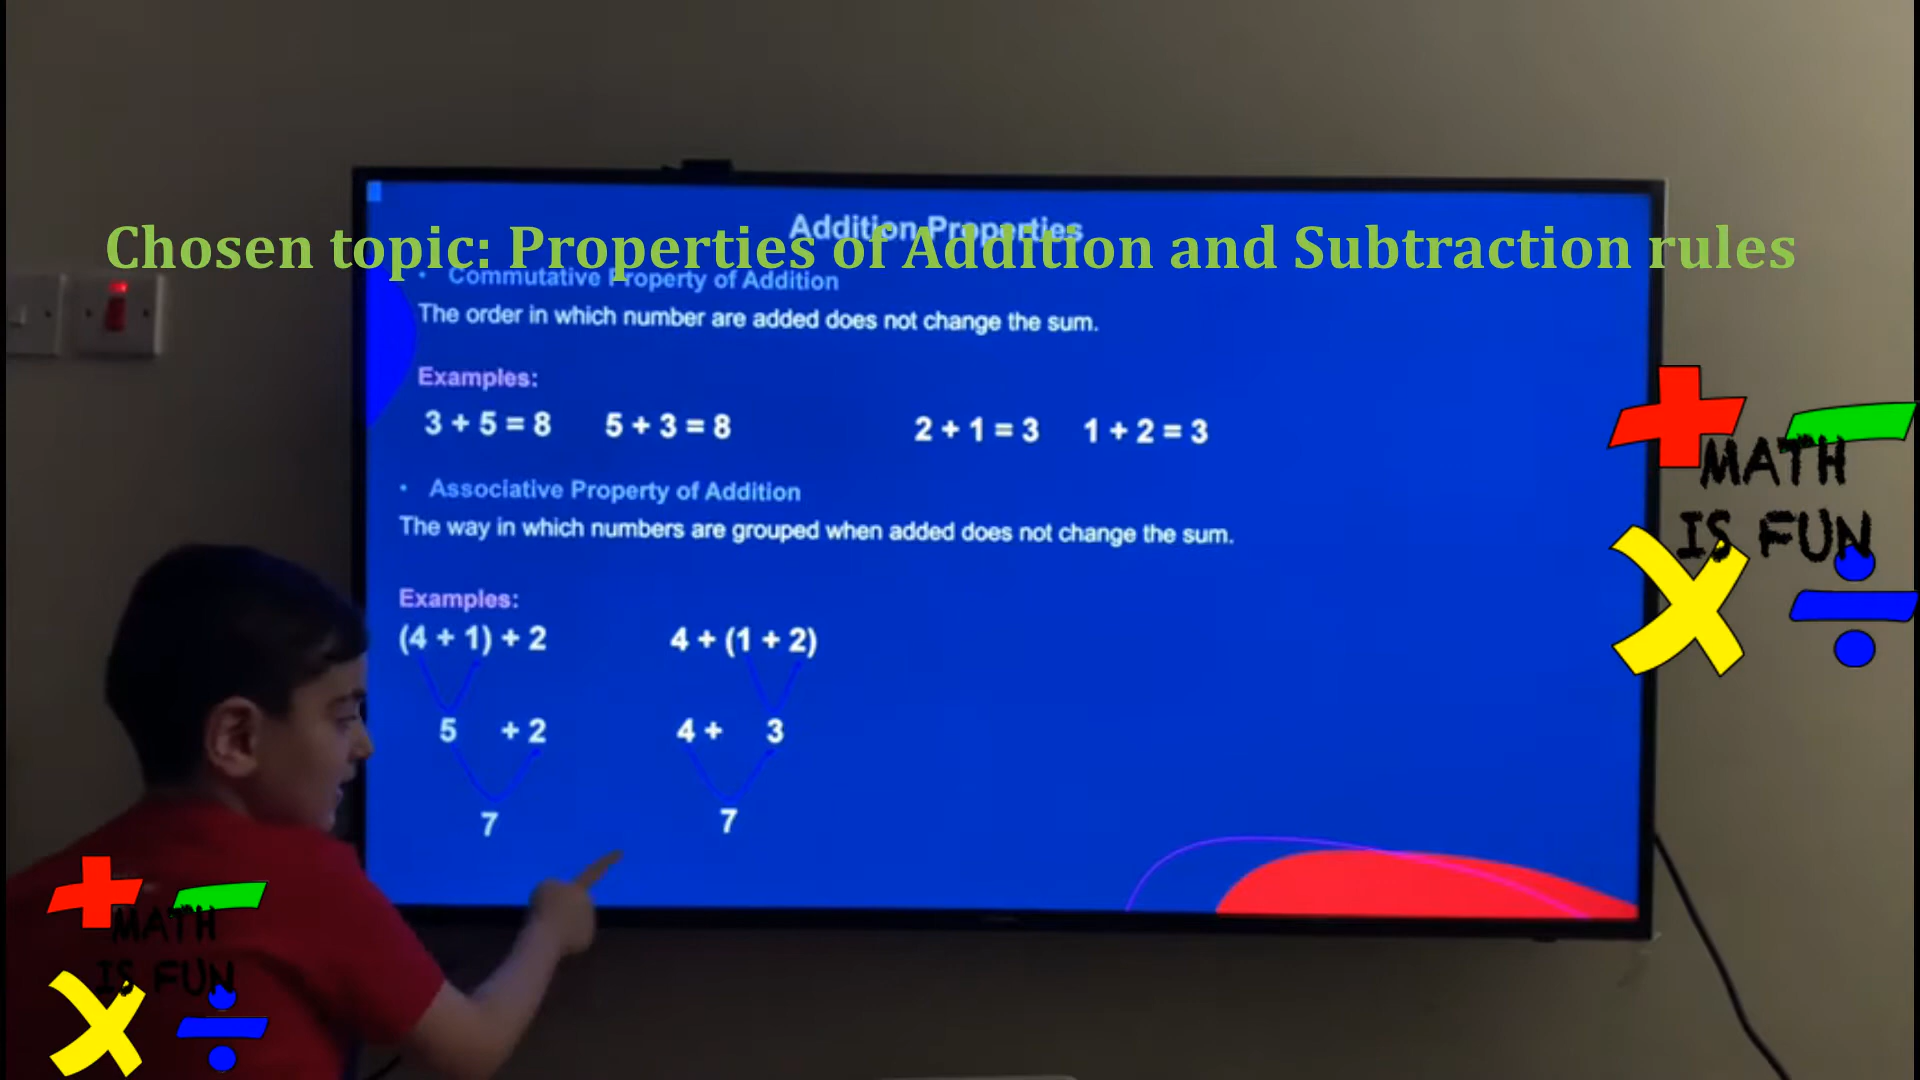 Addition Properties
Chosen topic: Properties of Addition and Subtraction rules
• Commutative Property of Addition
The order in which number are added does not change the sum.
Examples:
3 + 5 = 8 5 + 3 = 8 2 + 1 = 3 1 + 2 = 3
• Associative Property of Addition
The way in which numbers are grouped when added does not change the sum.
Examples:
(4 + 1) + 2 4 + (1 + 2)
5 + 2 4 + 3
7 7
MATH
IS FUN
MATH
IS FUN